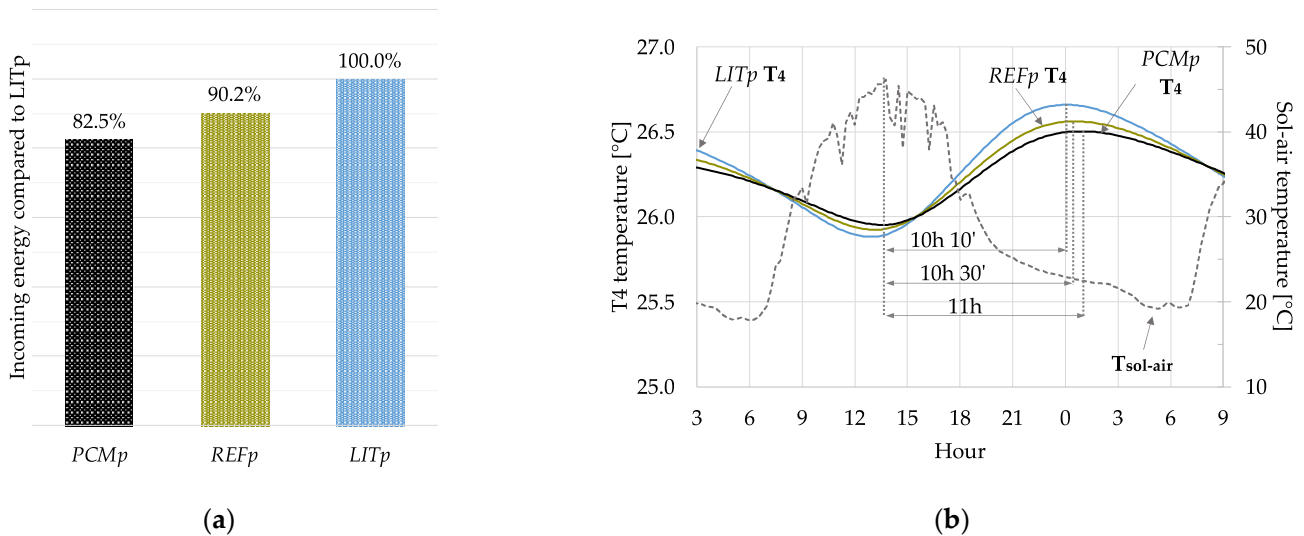 Incoming energy compared to LITp
82.5%
90.2%
100.0%
PCMp
REFp
LITp
(a)
T4 temperature [°C]
27.0
26.5
26.0
25.5
25.0
LITp T4
REFp T4
PCMp
T4
10h 10'
10h 30'
11h
Tsol-air
50
40
30
20
10
Sol-air temperature [°C]
3 6 9 12 15 18 21 0 3 6 9
Hour
(b)